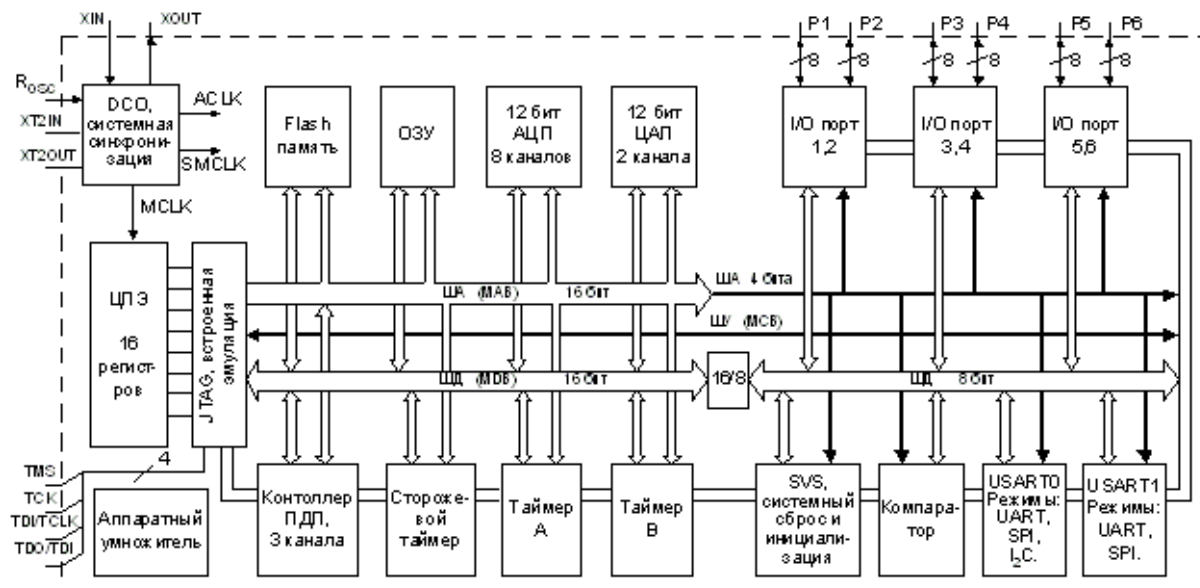 XIN
XOUT
P1
P2
P3
P4
P5
P6
8
8
8
8
8
8
ROSC
XT2IN
XT2OUT
DCO,
системная
синхрони-
зация
ACLK
SMCLK
MCLK
Flash
память
ОЗУ
12 бит
АЦП
8 каналов
12 бит
ЦАП
2 канала
I/O порт
1,2
I/O порт
3,4
I/O порт
5,6
ЦПЭ
16
регист-
ров
JTAG, встроенная
эмуляция
ША (MAB) 16 бит
ША 4 бита
ШУ (MCB)
ШД (MDB) 16 бит
16/8
ШД 8 бит
4
TMS
TCK
TDI/TCLK
TDO/TDI
Аппаратный
умножитель
Контоллер
ПДП,
3 канала
Стороже-
вой
таймер
Таймер
A
Таймер
B
SVS,
системный
сброс и
инициали-
зация
Компара-
тор
USART0
Режимы:
UART,
SPI,
I2C.
USART1
Режимы:
UART,
SPI.